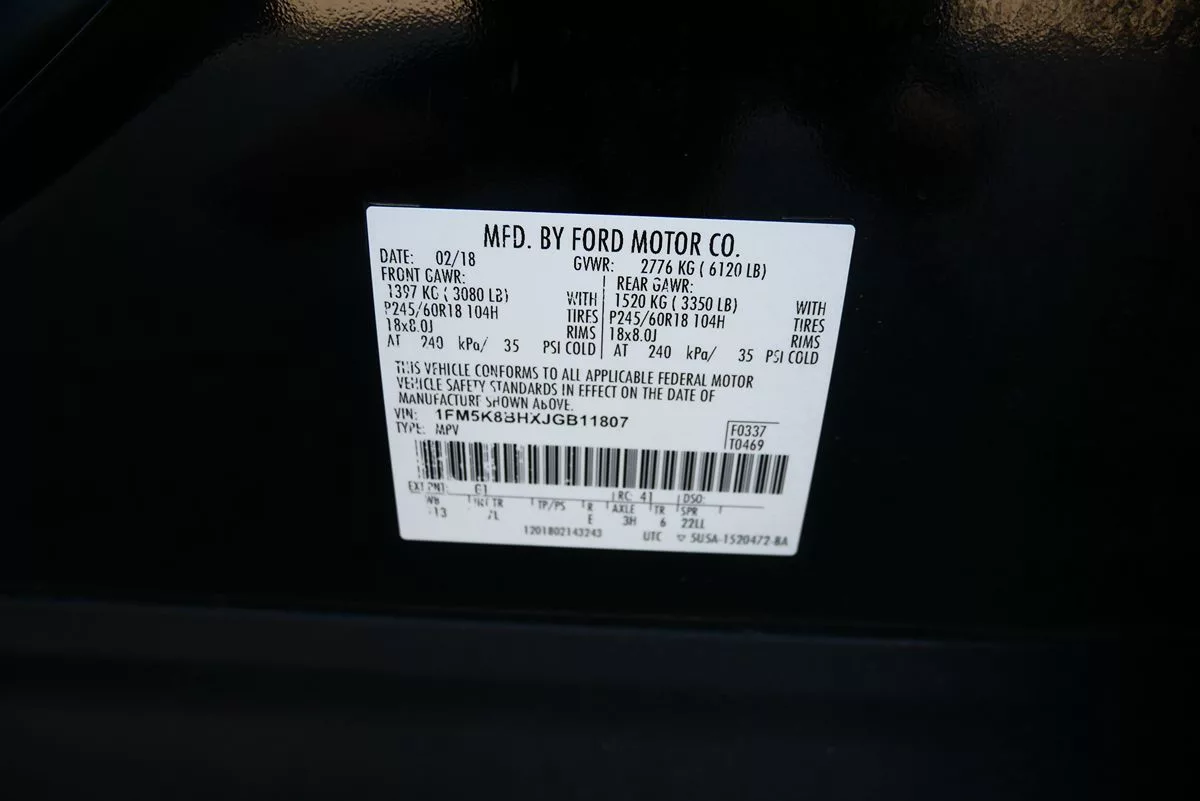 MFD. BY FORD MOTOR CO.
DATE: 02/18 GVWR: 2776 KG ( 6120 LB)
FRONT GAWR: REAR GAWR:
1397 KG ( 3080 LB) WITH 1520 KG ( 3350 LB) WITH
P245/60R18 104H TIRES P245/60R18 104H TIRES
18x8.0J RIMS 18x8.0J RIMS
AT 240 kPa/ 35 PSI COLD AT 240 kPa/ 35 PSI COLD
THIS VEHICLE CONFORMS TO ALL APPLICABLE FEDERAL MOTOR
VEHICLE SAFETY STANDARDS IN EFFECT ON THE DATE OF
MANUFACTURE SHOWN ABOVE.
VIN: 1FM5K8BHXJGB11807
TYPE: MPV
F0337
T0469
EXT PNT: RC: 41 DSO:
WB INT TR TP/PS R AXLE TR SPR
E 3H 6 22LL
1201802143243 UTC ▽ 5USA-1520472-BA